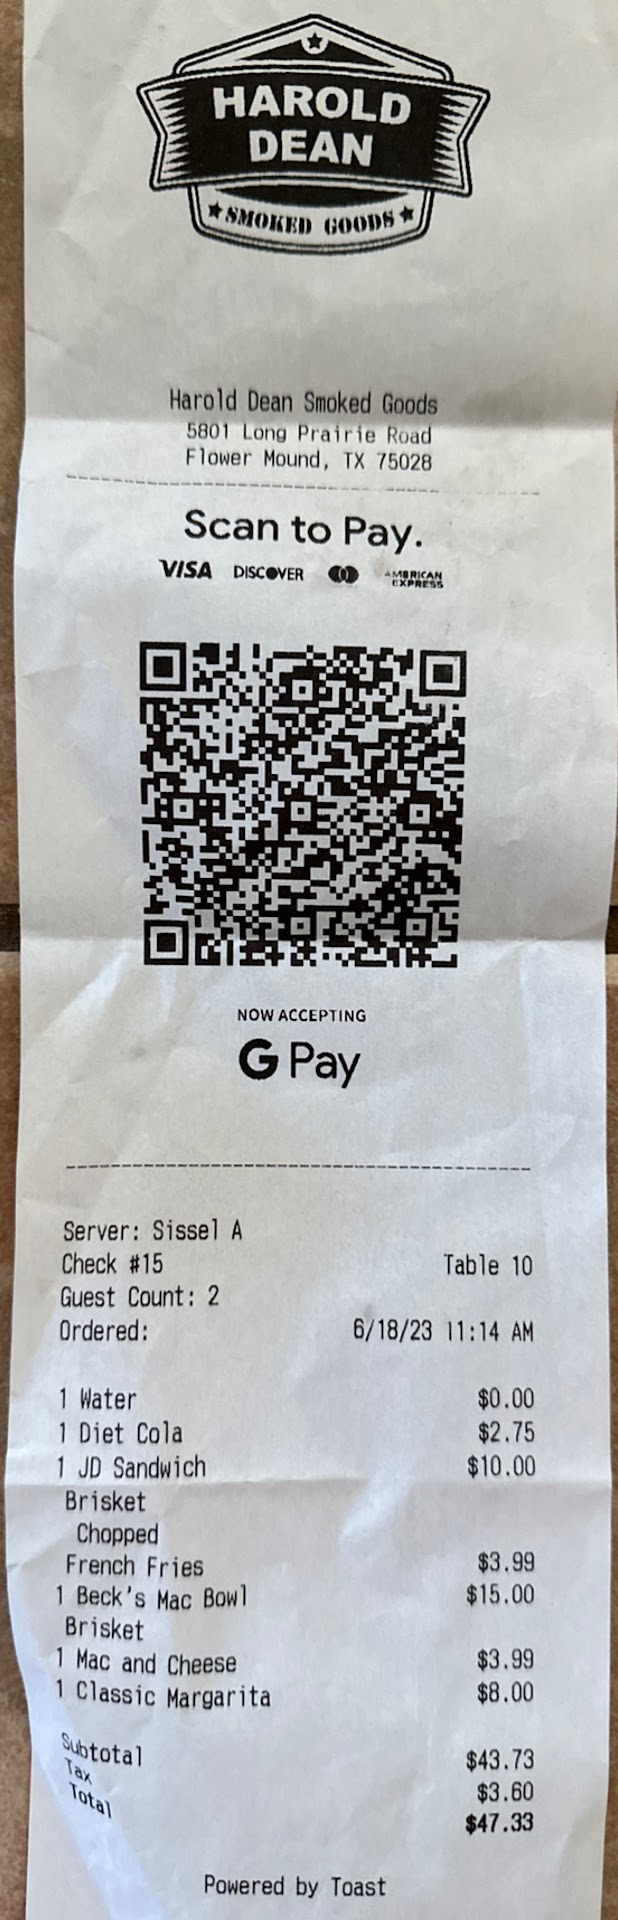 HAROLD
DEAN
SMOKED GOODS
Harold Dean Smoked Goods
5801 Long Prairie Road
Flower Mound, TX 75028
Scan to Pay.
VISA DISCOVER AMERICAN EXPRESS
NOW ACCEPTING
G Pay
Server: Sissel A
Check #15 Table 10
Guest Count: 2
Ordered: 6/18/23 11:14 AM
1 Water $0.00
1 Diet Cola $2.75
1 JD Sandwich $10.00
Brisket
Chopped
French Fries $3.99
1 Beck's Mac Bowl $15.00
Brisket
1 Mac and Cheese $3.99
1 Classic Margarita $8.00
Subtotal $43.73
Tax $3.60
Total $47.33
Powered by Toast